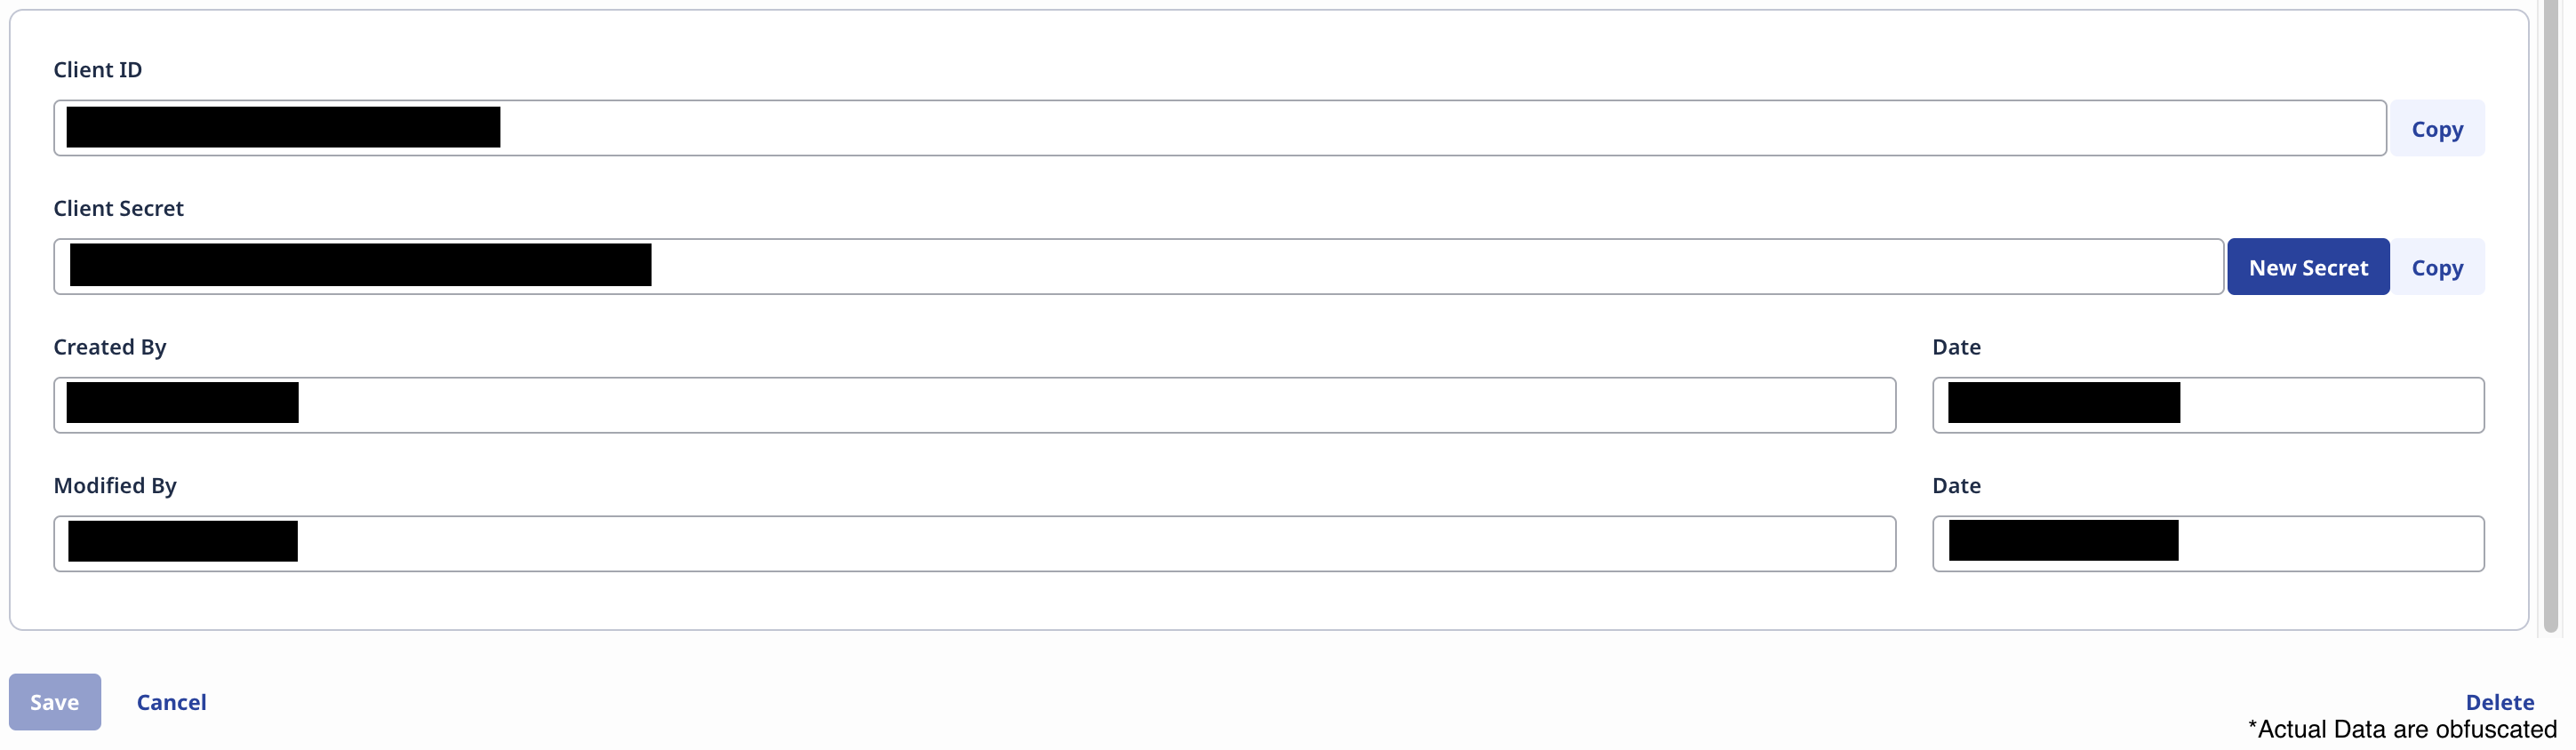 Client ID
Copy
Client Secret
New Secret
Copy
Created By
Date
Modified By
Date
Save
Cancel
Delete
*Actual Data are obfuscated